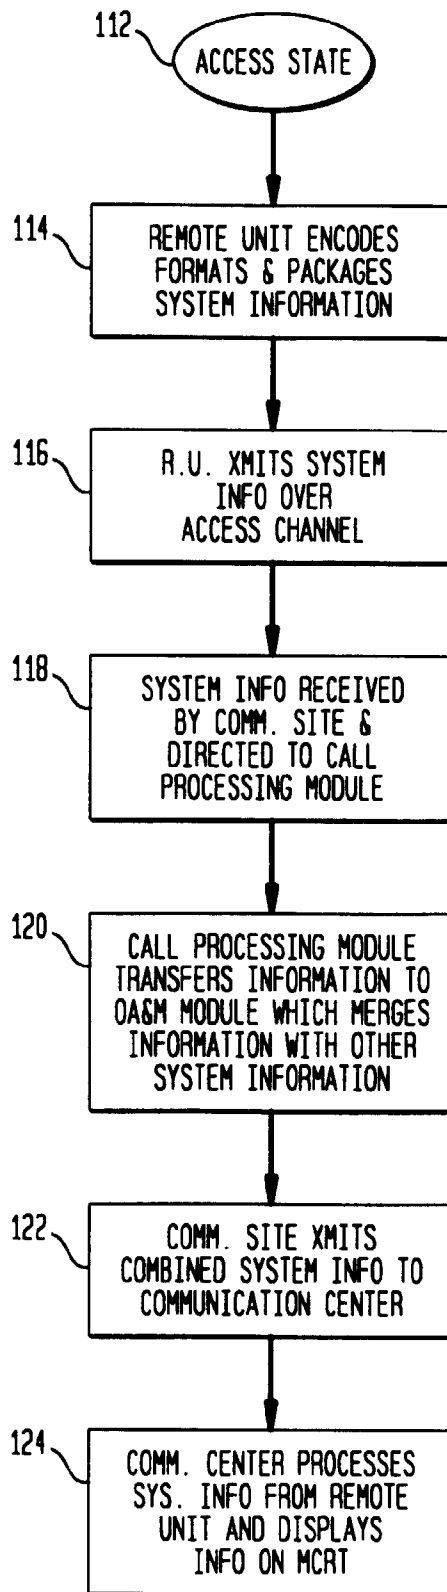 112
ACCESS STATE
114
REMOTE UNIT ENCODES
FORMATS & PACKAGES
SYSTEM INFORMATION
116
R.U. XMITS SYSTEM
INFO OVER
ACCESS CHANNEL
118
SYSTEM INFO RECEIVED
BY COMM. SITE &
DIRECTED TO CALL
PROCESSING MODULE
120
CALL PROCESSING MODULE
TRANSFERS INFORMATION TO
OA&M MODULE WHICH MERGES
INFORMATION WITH OTHER
SYSTEM INFORMATION
122
COMM. SITE XMITS
COMBINED SYSTEM INFO TO
COMMUNICATION CENTER
124
COMM. CENTER PROCESSES
SYS. INFO FROM REMOTE
UNIT AND DISPLAYS
INFO ON MCRT